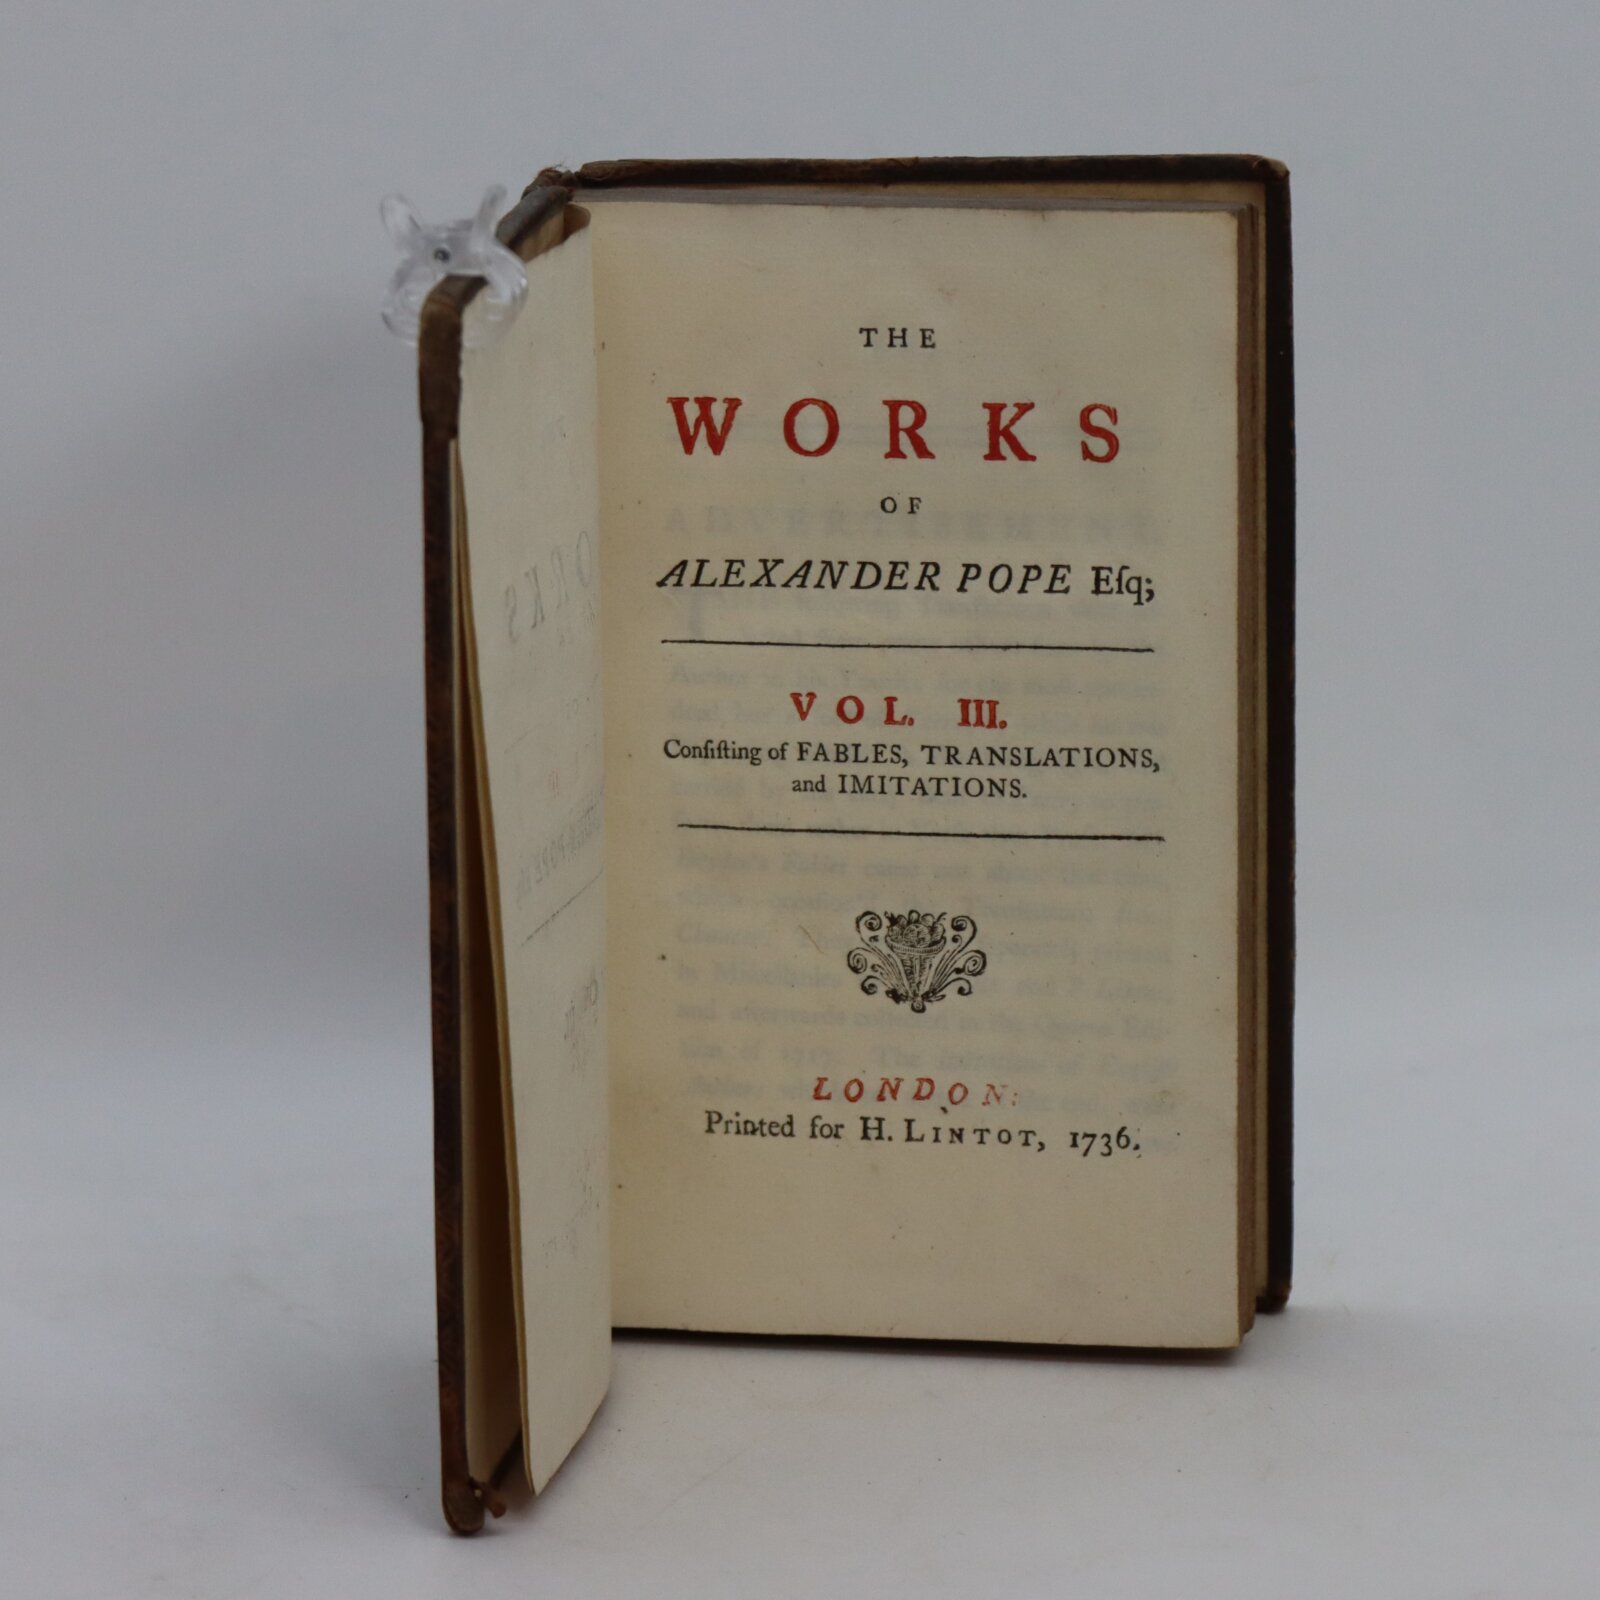 THE
WORKS
OF
ALEXANDER POPE Eſq;
VOL. III.
Conſiſting of FABLES, TRANSLATIONS,
and IMITATIONS.
LONDON:
Printed for H. LINTOT, 1736.